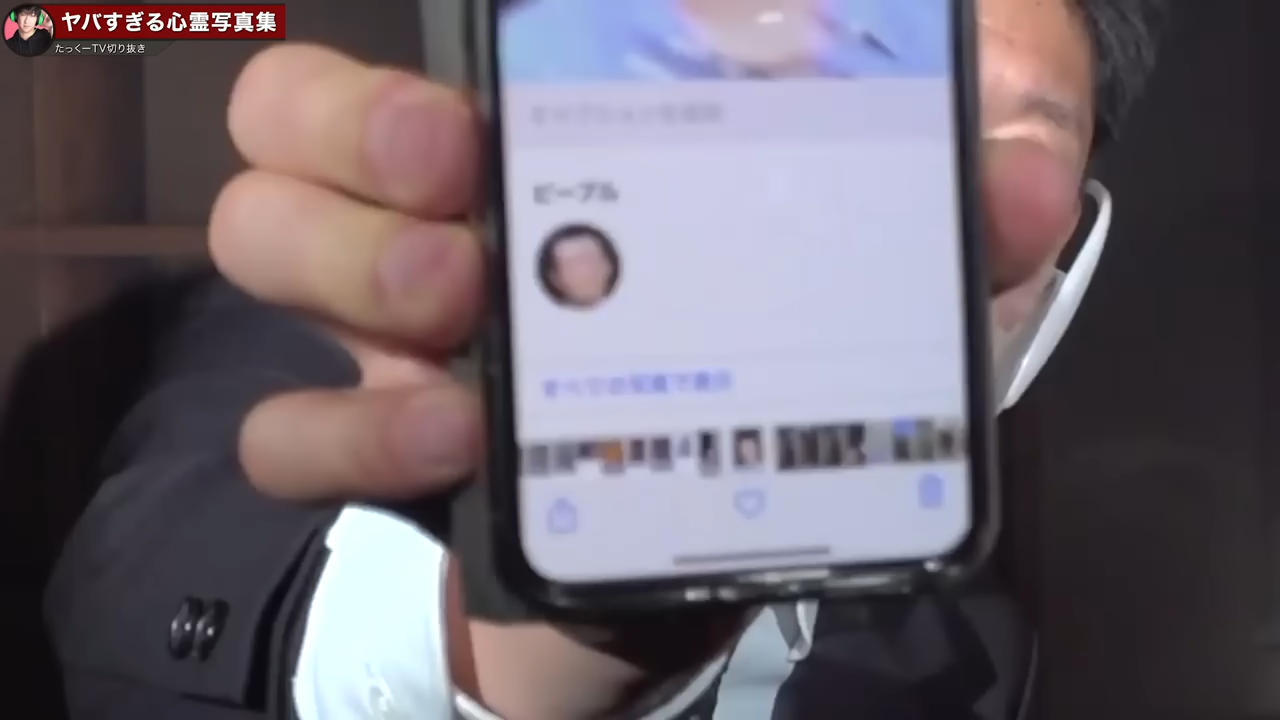 ヤバすぎる心霊写真集
たっくーTV切り抜き
ピープル
すべての写真で表示